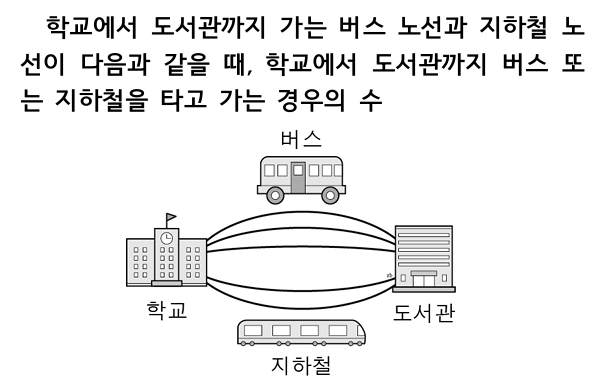 학교에서 도서관까지 가는 버스 노선과 지하철 노
선이 다음과 같을 때, 학교에서 도서관까지 버스 또
는 지하철을 타고 가는 경우의 수
버스
학교
도서관
지하철